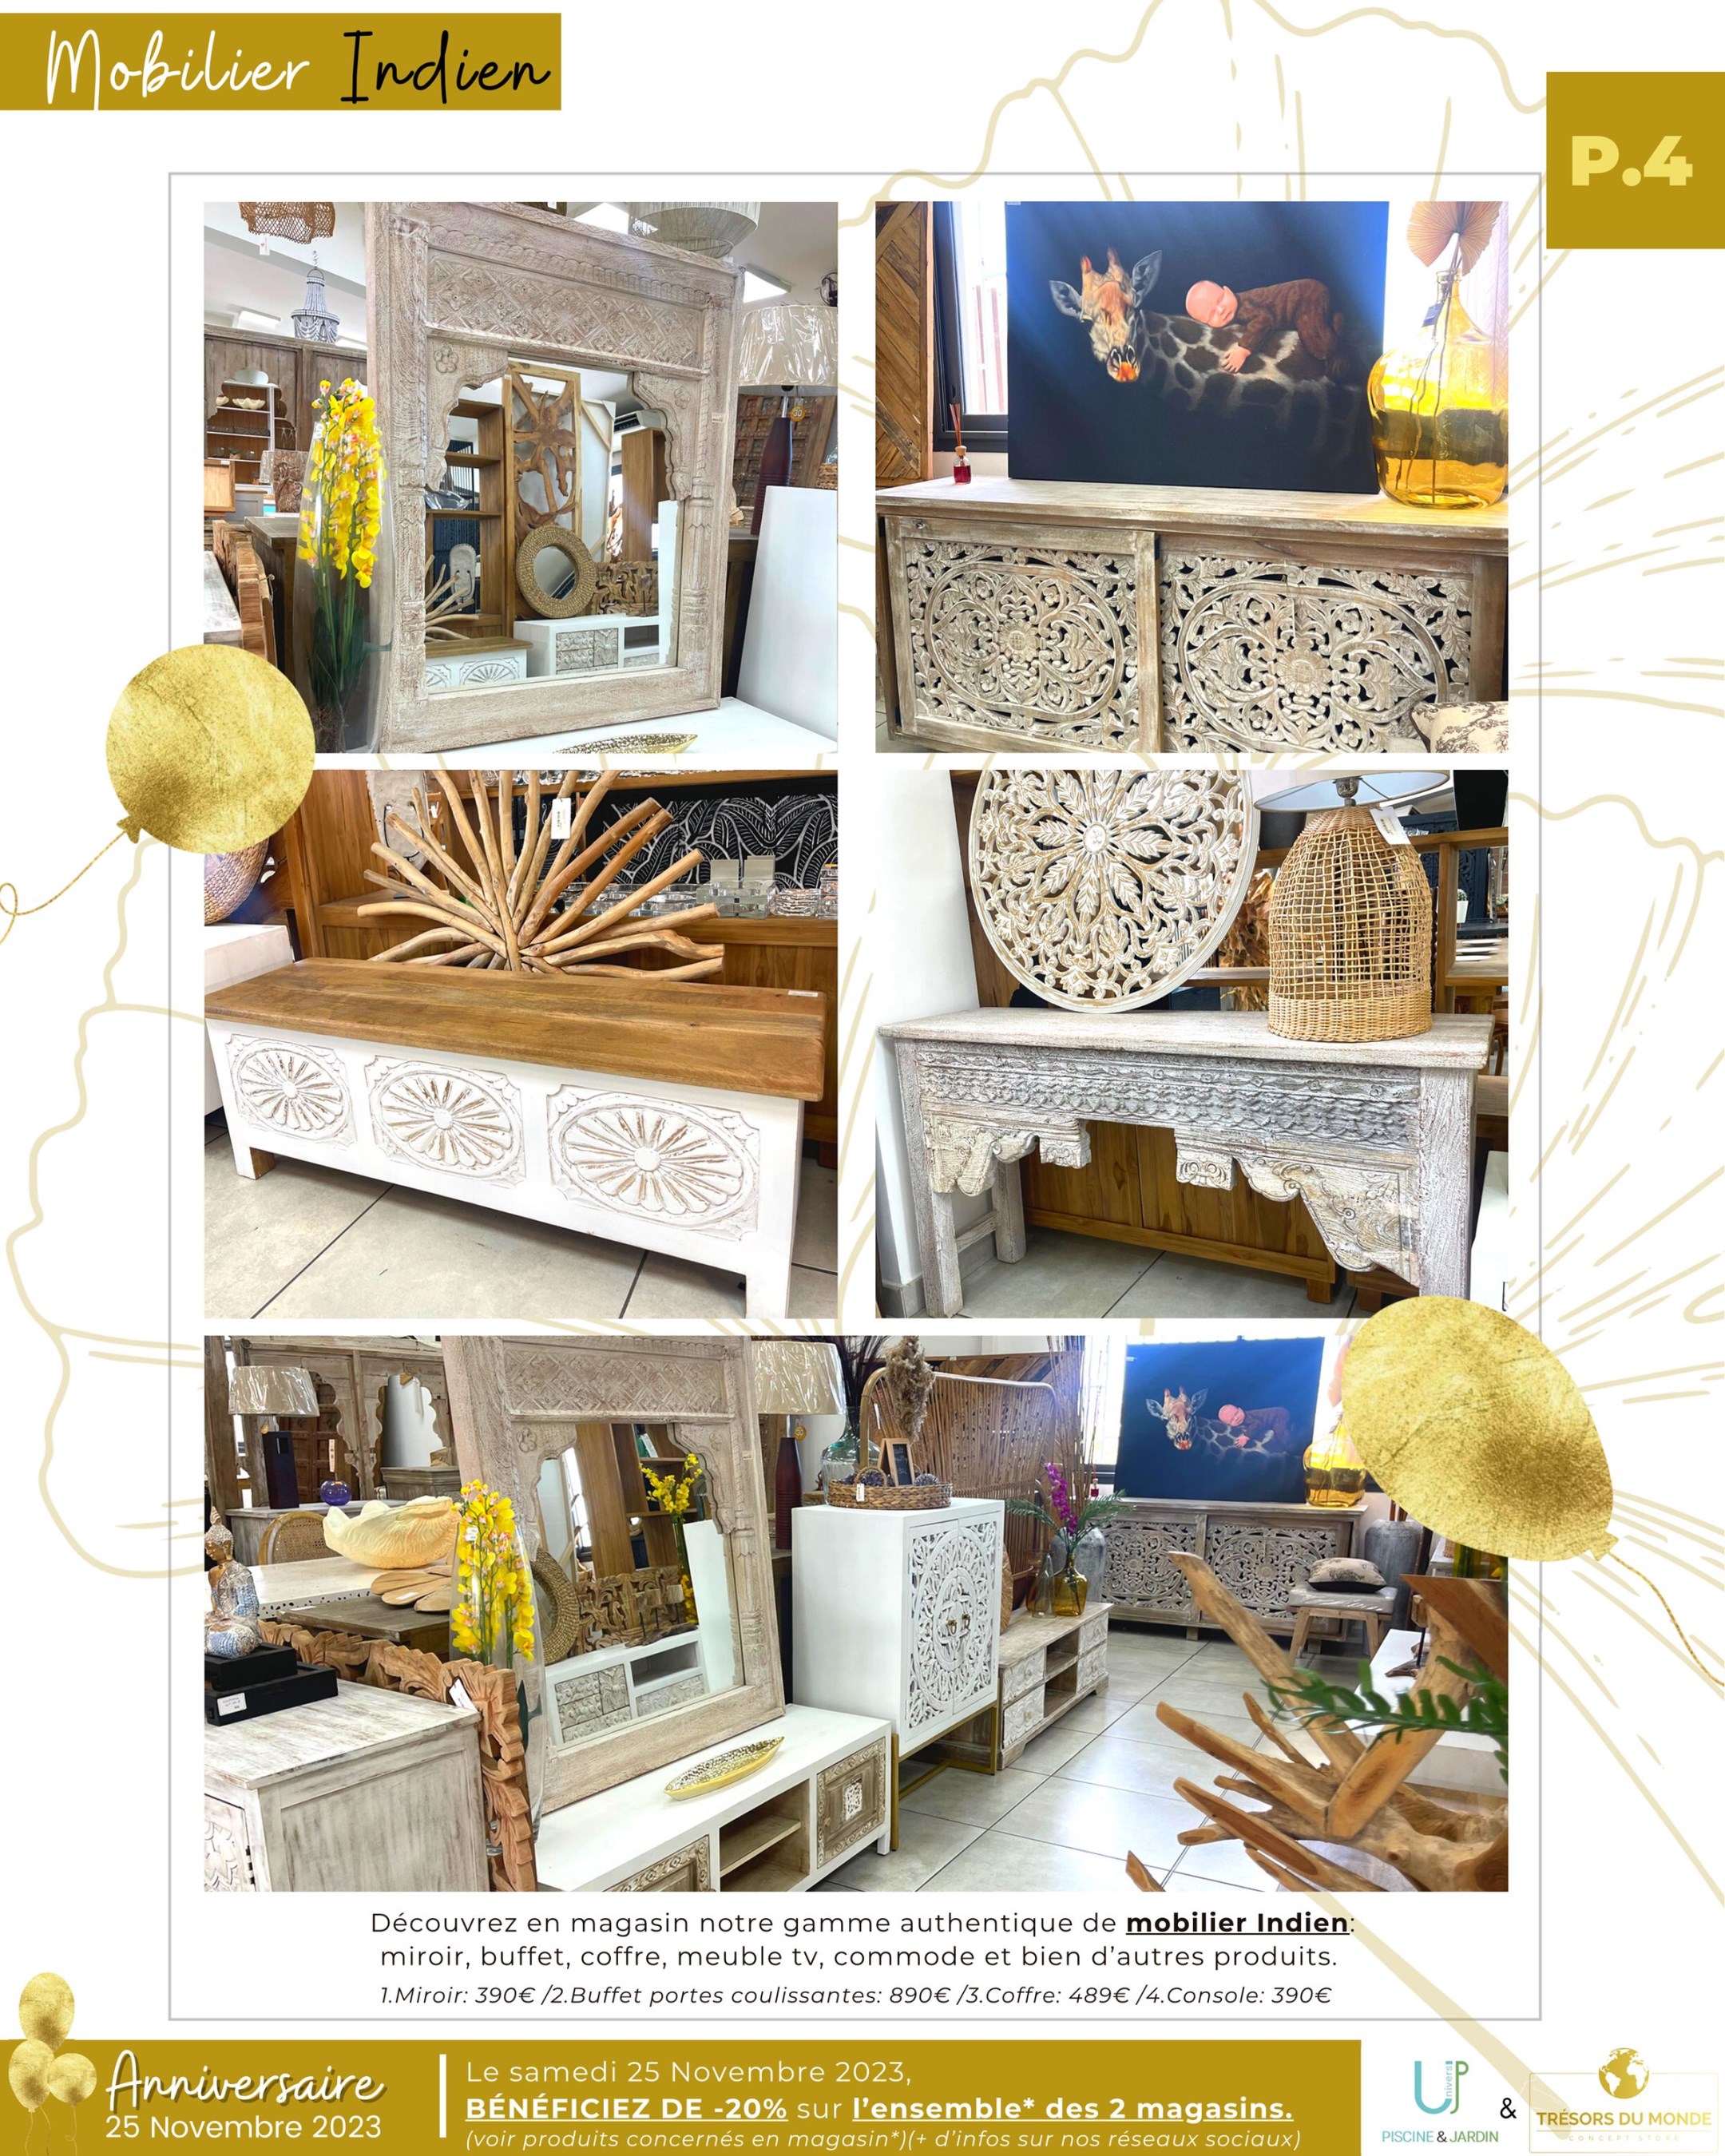 Mobilier Indien
P.4
Découvrez en magasin notre gamme authentique de mobilier Indien:
miroir, buffet, coffre, meuble tv, commode et bien d’autres produits.
1.Miroir: 390€ /2.Buffet portes coulissantes: 890€ /3.Coffre: 489€ /4.Console: 390€
Anniversaire
25 Novembre 2023
Le samedi 25 Novembre 2023,
BÉNÉFICIEZ DE -20% sur l’ensemble* des 2 magasins.
(voir produits concernés en magasin*)(+ d’infos sur nos réseaux sociaux)
UniversiP
PISCINE & JARDIN
&
TRÉSORS DU MONDE
CONCEPT STORE